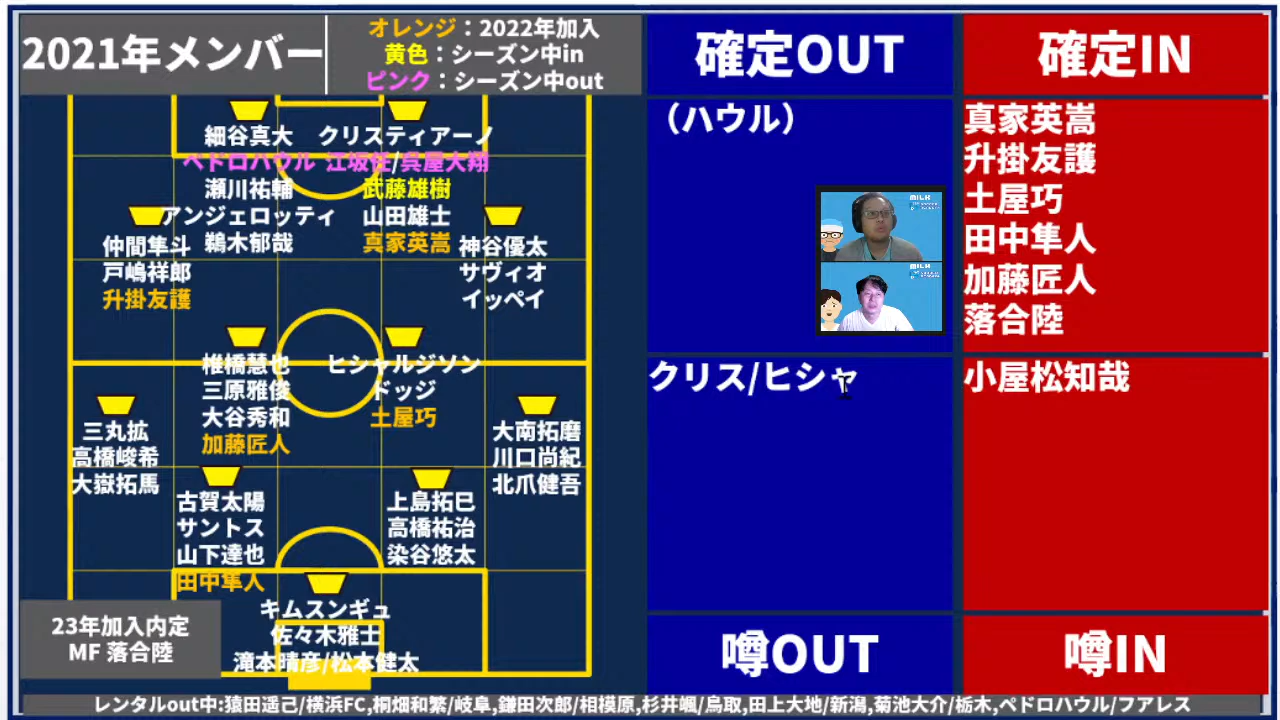 2021年メンバー
オレンジ：2022年加入
黄色：シーズン中in
ピンク：シーズン中out
確定OUT
確定IN
細谷真大
ペドロハウル
瀬川祐輔
アンジェロッティ
鵜木郁哉
クリスティアーノ
江坂任/呉屋大翔
武藤雄樹
山田雄士
真家英嵩
仲間隼斗
戸嶋祥郎
升掛友護
神谷優太
サヴィオ
イッペイ
椎橋慧也
三原雅俊
大谷秀和
加藤匠人
ヒシャルジソン
ドッジ
土屋巧
三丸拡
高橋峻希
大嶽拓馬
大南拓磨
川口尚紀
北爪健吾
古賀太陽
サントス
山下達也
田中隼人
上島拓巳
高橋祐治
染谷悠太
キムスンギュ
佐々木雅士
滝本晴彦/松本健太
23年加入内定
MF 落合陸
（ハウル）
真家英嵩
升掛友護
土屋巧
田中隼人
加藤匠人
落合陸
MILK
MILK
クリス/ヒシャ
小屋松知哉
噂OUT
噂IN
レンタルout中:猿田遥己/横浜FC,桐畑和繁/岐阜,鎌田次郎/相模原,杉井颯/鳥取,田上大地/新潟,菊池大介/栃木,ペドロハウル/フアレス